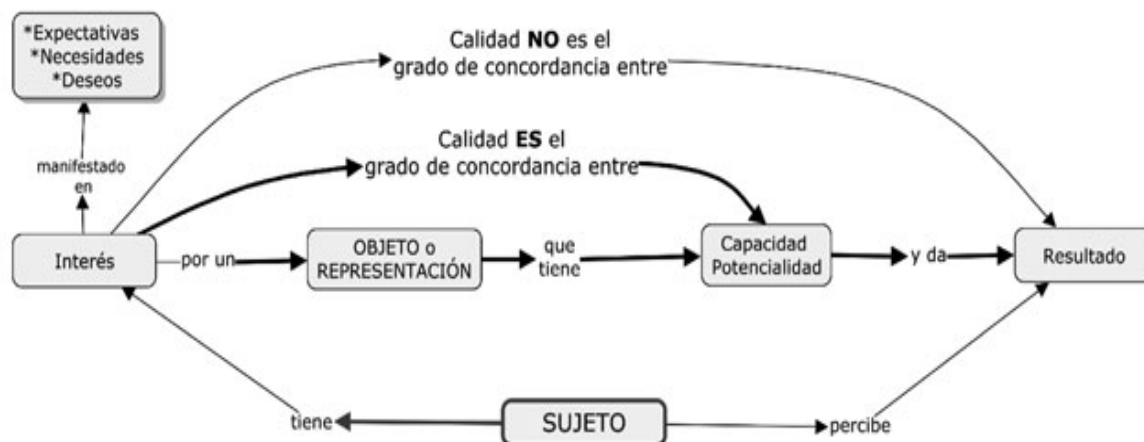 *Expectativas
*Necesidades
*Deseos
manifestado
en
Calidad NO es el
grado de concordancia entre
Calidad ES el
grado de concordancia entre
Interés
por un
OBJETO o
REPRESENTACIÓN
que
tiene
Capacidad
Potencialidad
y da
Resultado
tiene
SUJETO
percibe